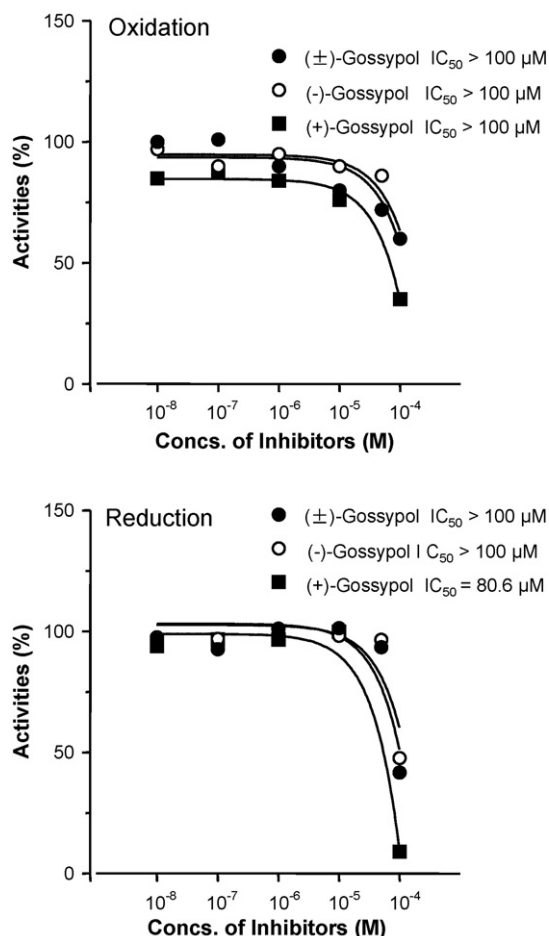 Oxidation
(±)-Gossypol IC50 > 100 µM
(-)-Gossypol IC50 > 100 µM
(+)-Gossypol IC50 > 100 µM
150
100
50
0
Activities (%)
10-8 10-7 10-6 10-5 10-4
Concs. of Inhibitors (M)
Reduction
(±)-Gossypol IC50 > 100 µM
(-)-Gossypol I C50 > 100 µM
(+)-Gossypol IC50 = 80.6 µM
150
100
50
0
Activities (%)
10-8 10-7 10-6 10-5 10-4
Concs. of Inhibitors (M)